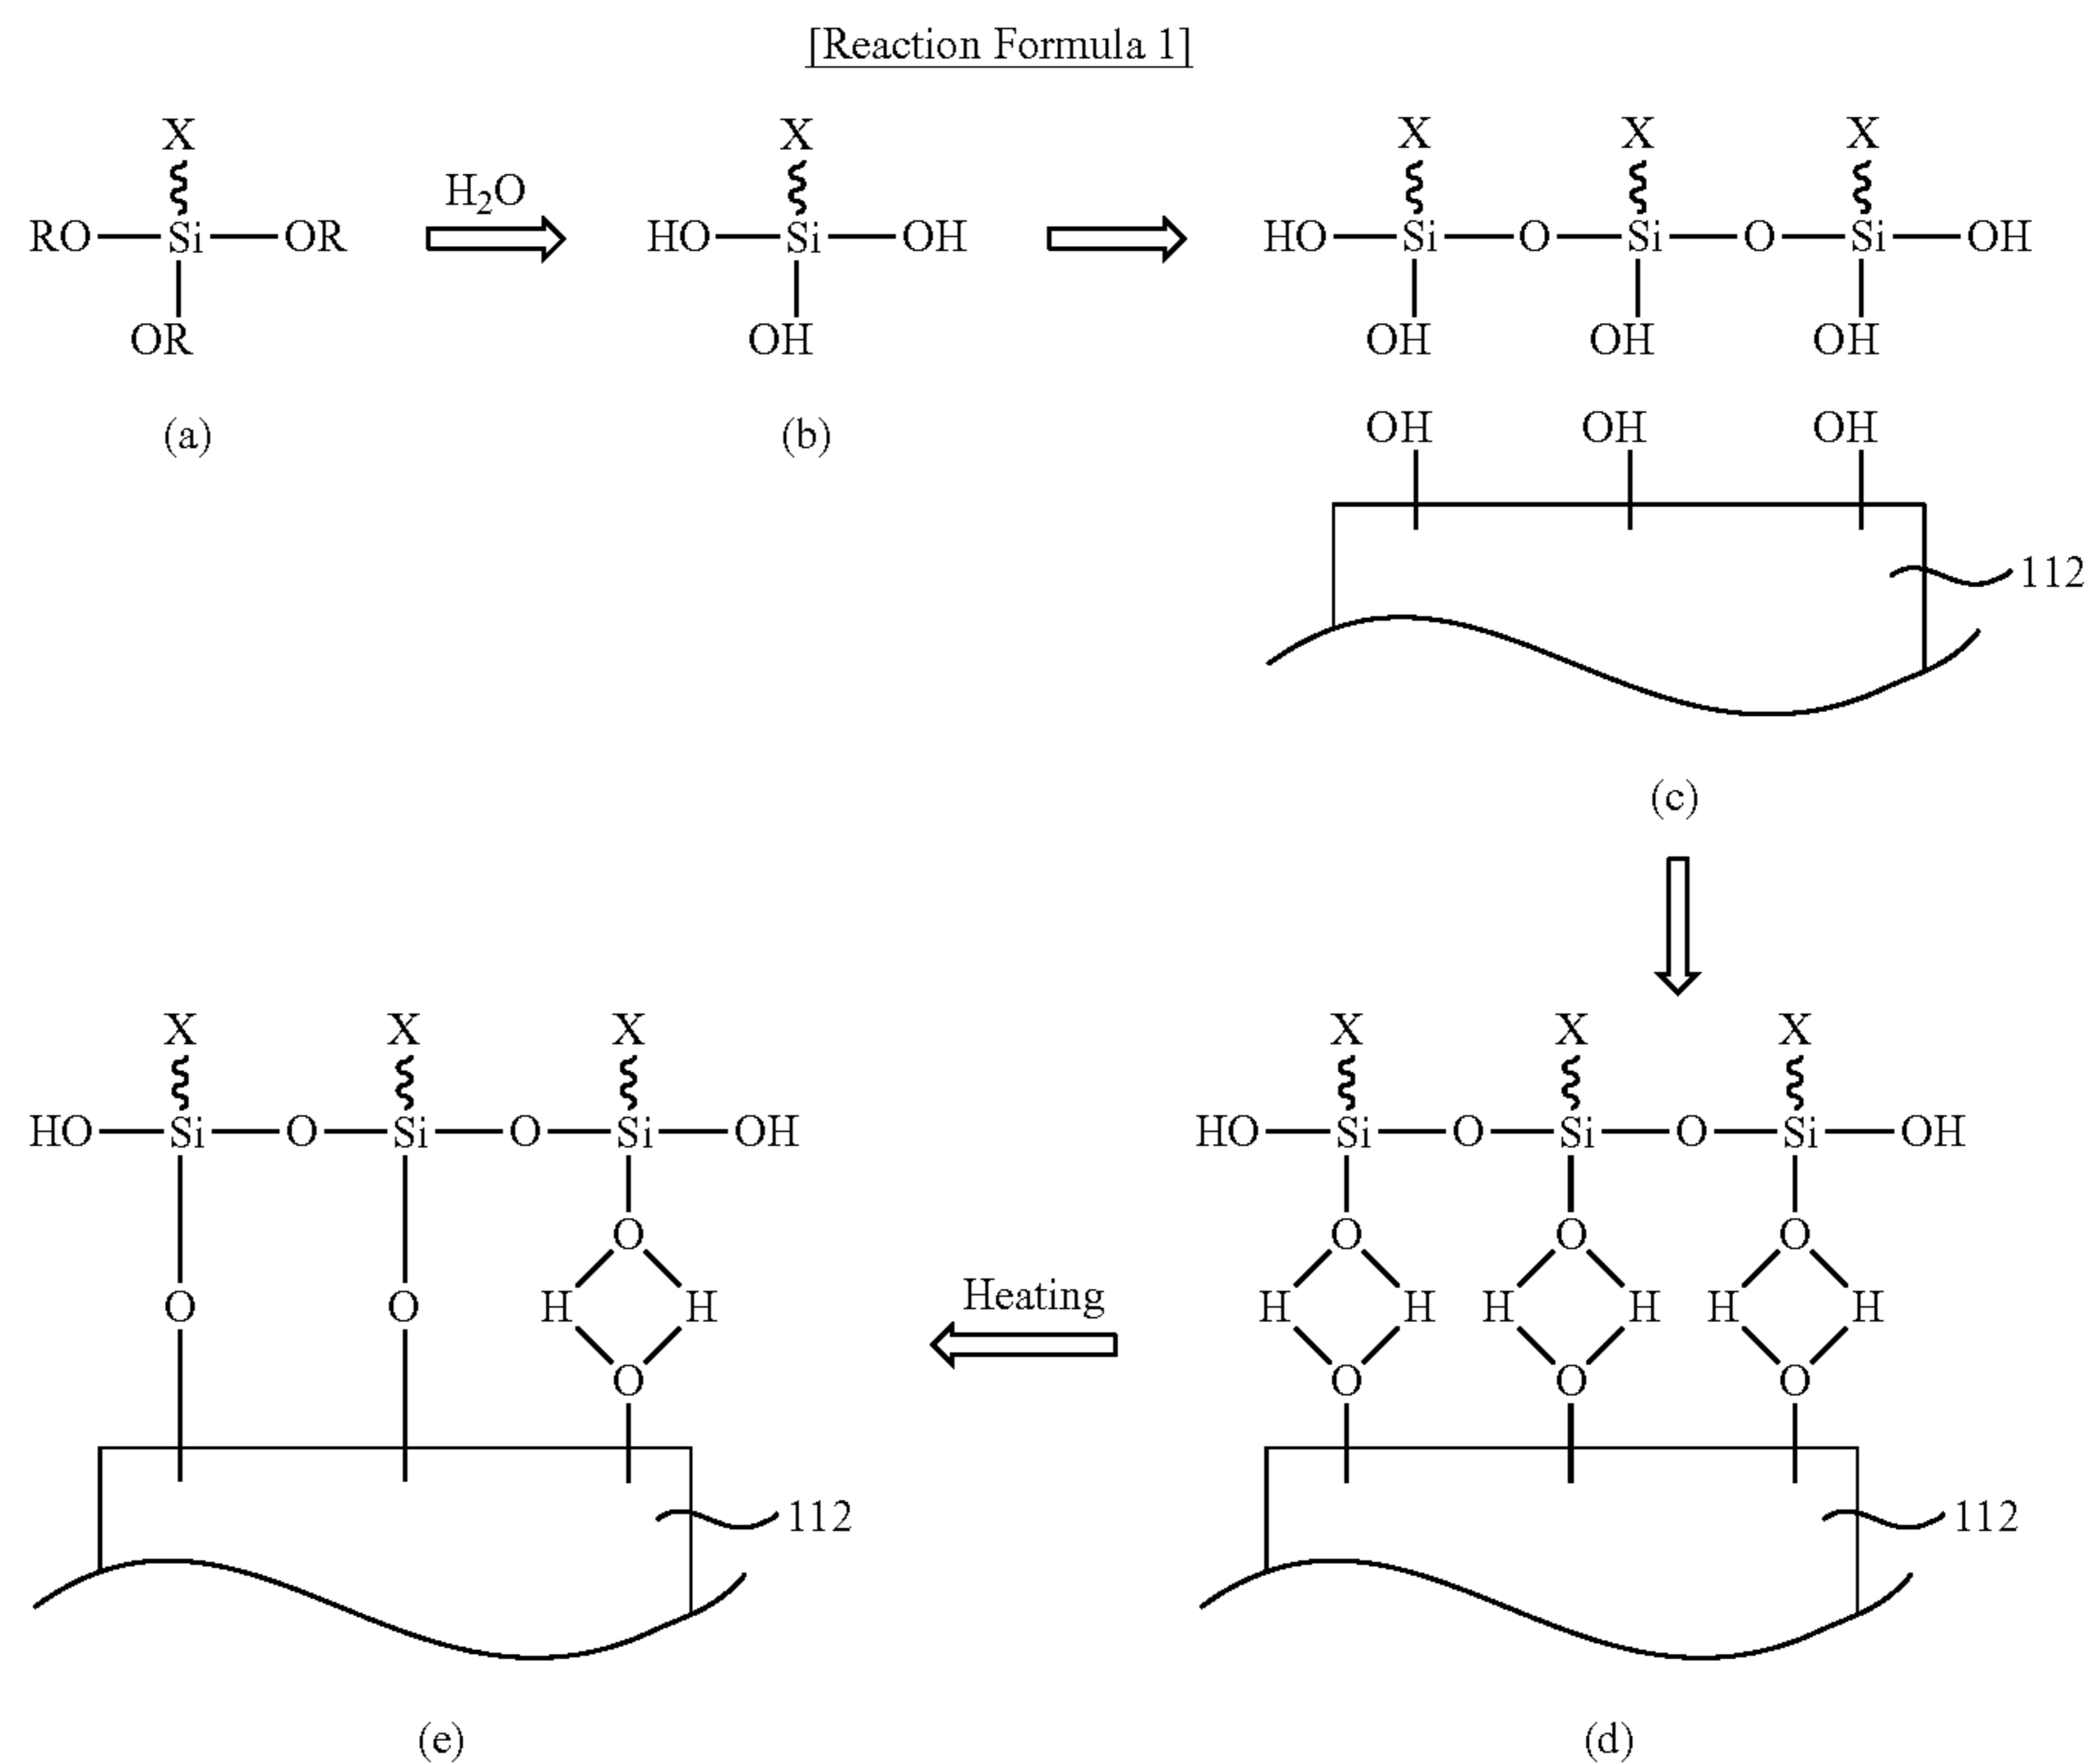 [Reaction Formula 1]
X
RO Si OR
OR
(a)
H2O
X
HO Si OH
OH
(b)
X X X
HO Si O Si O Si OH
OH OH OH
OH OH OH
112
(c)
X X X
HO Si O Si O Si OH
O O O
H H H H H H
O O O
112
(d)
Heating
X X X
HO Si O Si O Si OH
O
O O H H
O
112
(e)